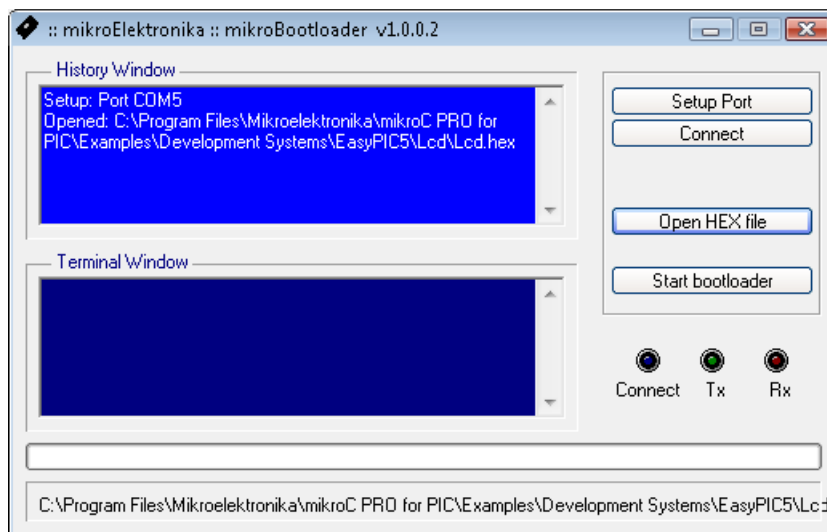 :: mikroElektronika :: mikroBootloader v1.0.0.2
History Window
Setup: Port COM5
Opened: C:\Program Files\Mikroelektronika\mikroC PRO for
PIC\Examples\Development Systems\EasyPIC5\Lcd\Lcd.hex
Setup Port
Connect
Open HEX file
Start bootloader
Terminal Window
Connect Tx Rx
C:\Program Files\Mikroelektronika\mikroC PRO for PIC\Examples\Development Systems\EasyPIC5\Lcd